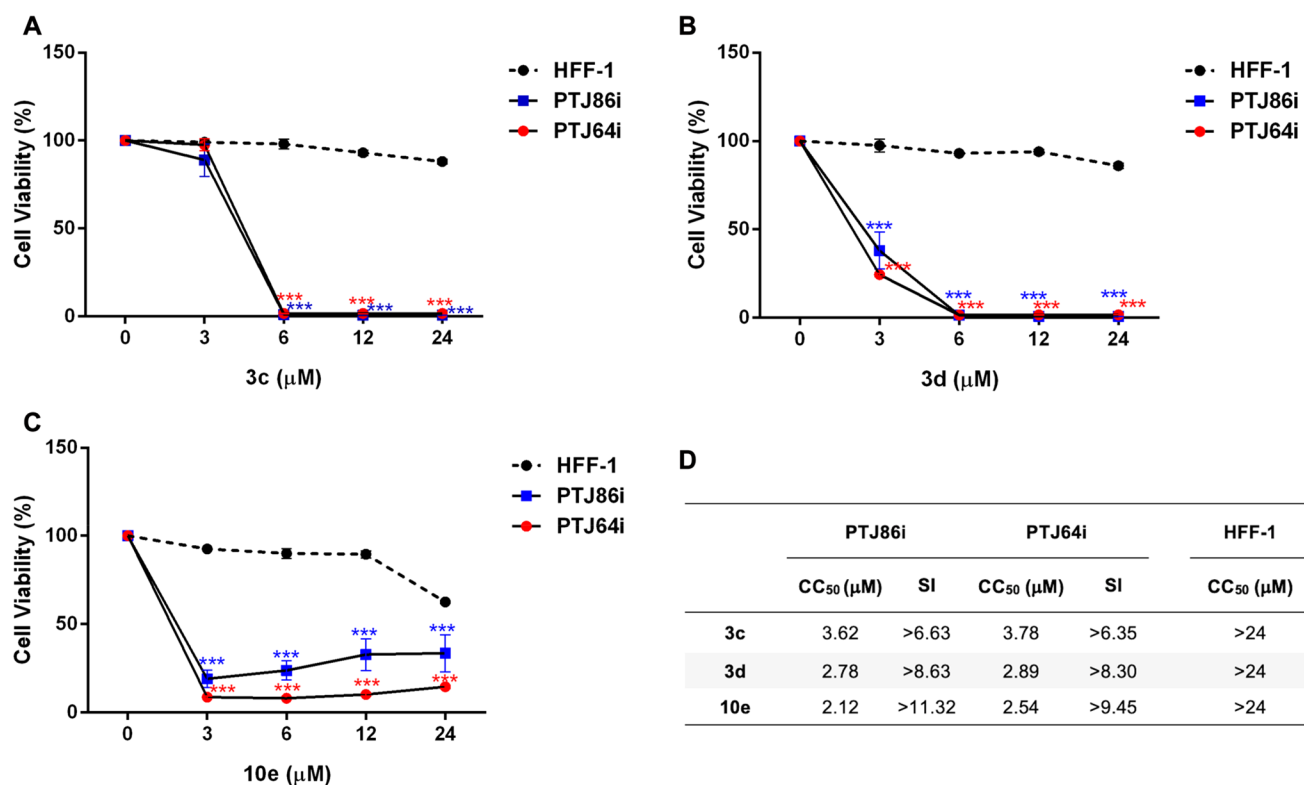 A
150
100
50
0
Cell Viability (%)
HFF-1
PTJ86i
PTJ64i
***
***
***
***
***
***
0 3 6 12 24
3c (μM)
B
150
100
50
0
Cell Viability (%)
HFF-1
PTJ86i
PTJ64i
***
***
***
***
***
***
***
***
0 3 6 12 24
3d (μM)
C
150
100
50
0
Cell Viability (%)
HFF-1
PTJ86i
PTJ64i
***
***
***
***
***
***
***
***
0 3 6 12 24
10e (μM)
D
PTJ86i PTJ64i HFF-1
CC₅₀ (μM) SI CC₅₀ (μM) SI CC₅₀ (μM)
3c 3.62 >6.63 3.78 >6.35 >24
3d 2.78 >8.63 2.89 >8.30 >24
10e 2.12 >11.32 2.54 >9.45 >24